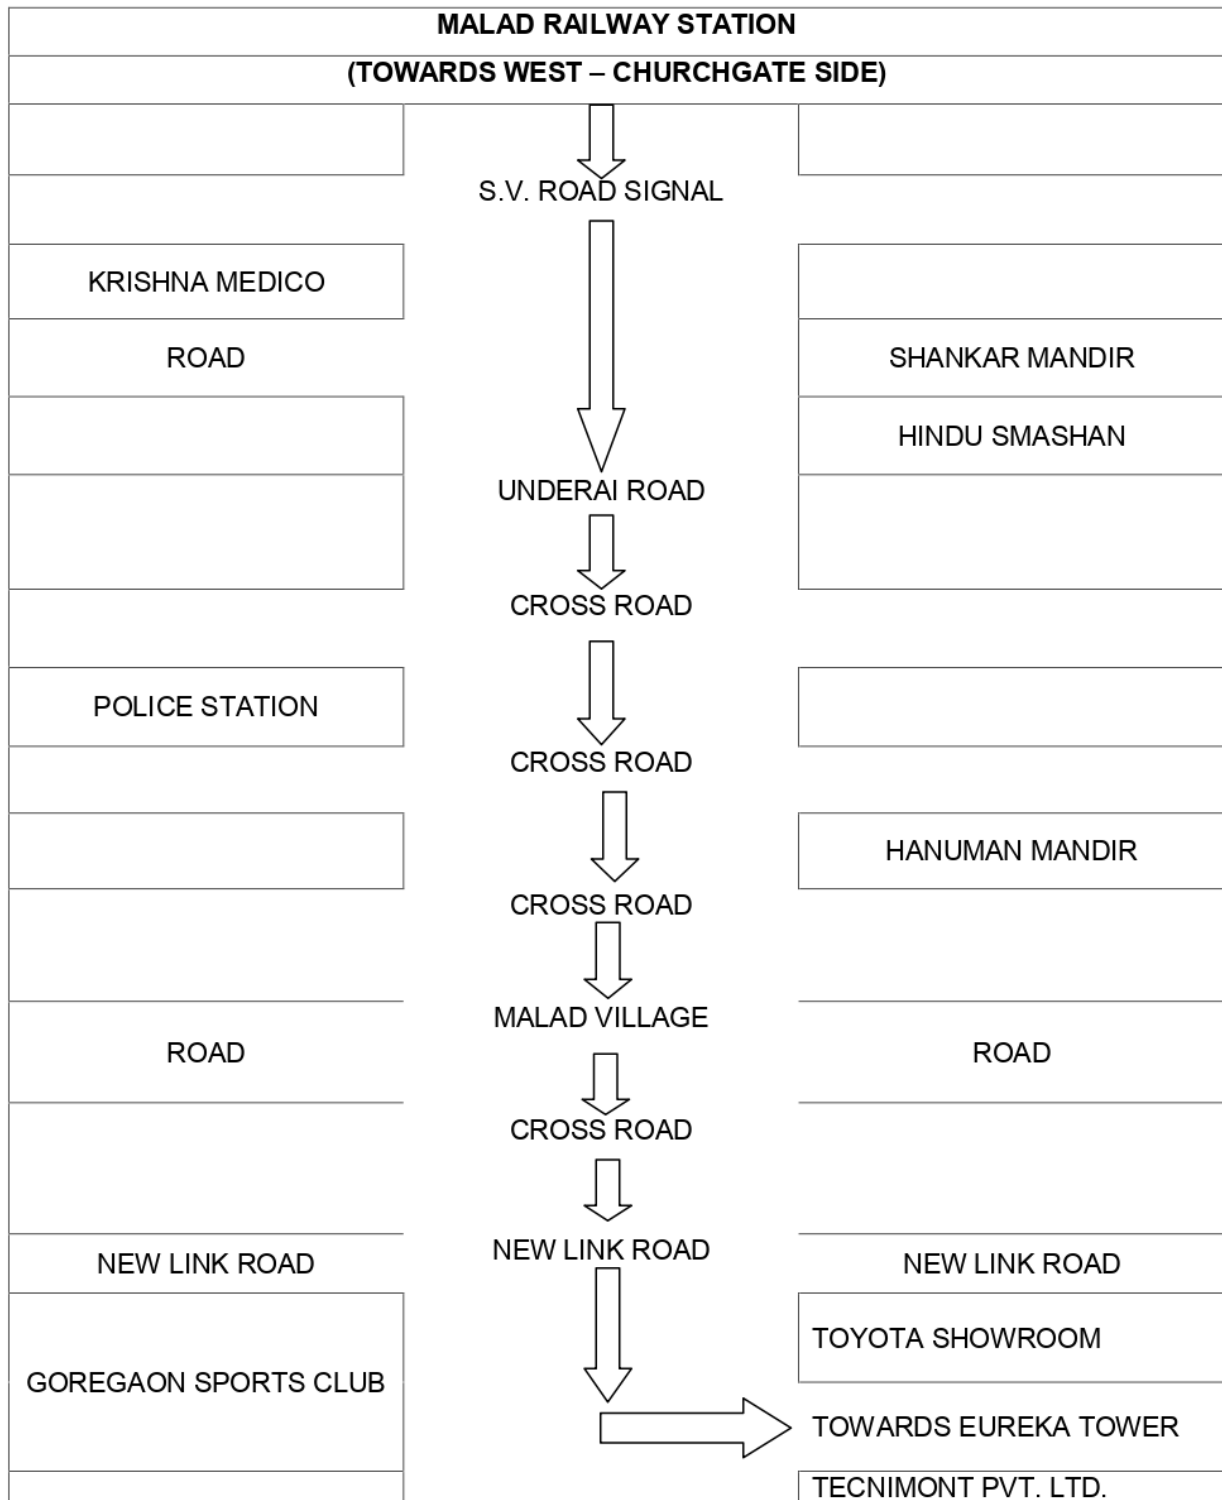 MALAD RAILWAY STATION
(TOWARDS WEST – CHURCHGATE SIDE)
S.V. ROAD SIGNAL
KRISHNA MEDICO
ROAD
SHANKAR MANDIR
HINDU SMASHAN
UNDERAI ROAD
CROSS ROAD
POLICE STATION
CROSS ROAD
HANUMAN MANDIR
CROSS ROAD
MALAD VILLAGE
ROAD
ROAD
CROSS ROAD
NEW LINK ROAD
NEW LINK ROAD
NEW LINK ROAD
TOYOTA SHOWROOM
GOREGAON SPORTS CLUB
TOWARDS EUREKA TOWER
TECNIMONT PVT. LTD.